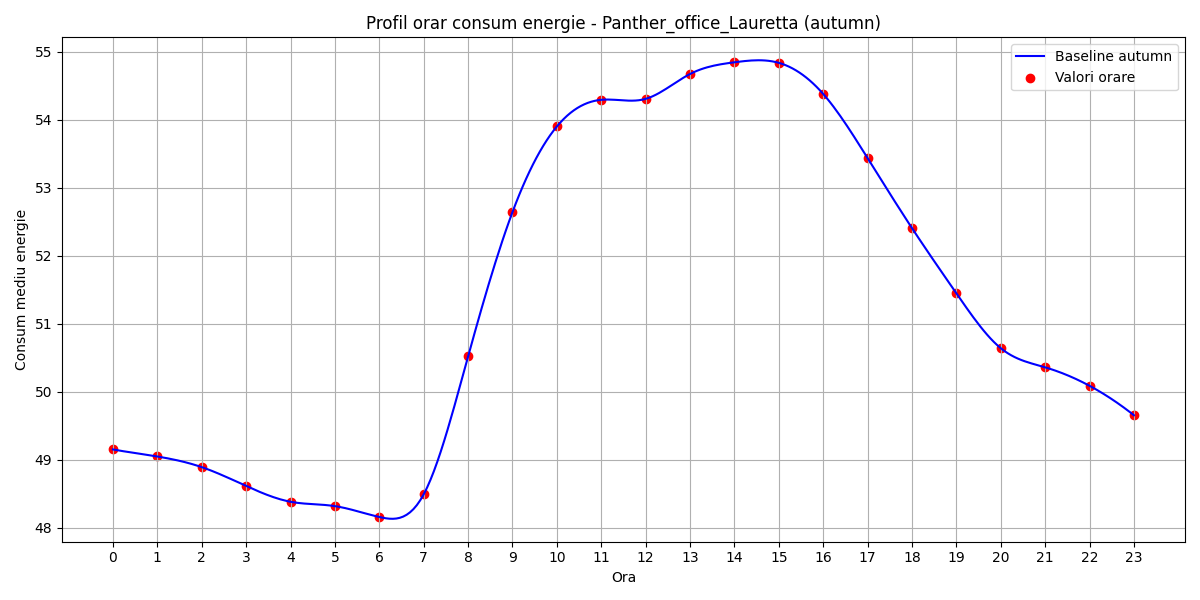 Profil orar consum energie - Panther_office_Lauretta (autumn)
Baseline autumn
Valori orare
Consum mediu energie
55
54
53
52
51
50
49
48
0 1 2 3 4 5 6 7 8 9 10 11 12 13 14 15 16 17 18 19 20 21 22 23
Ora